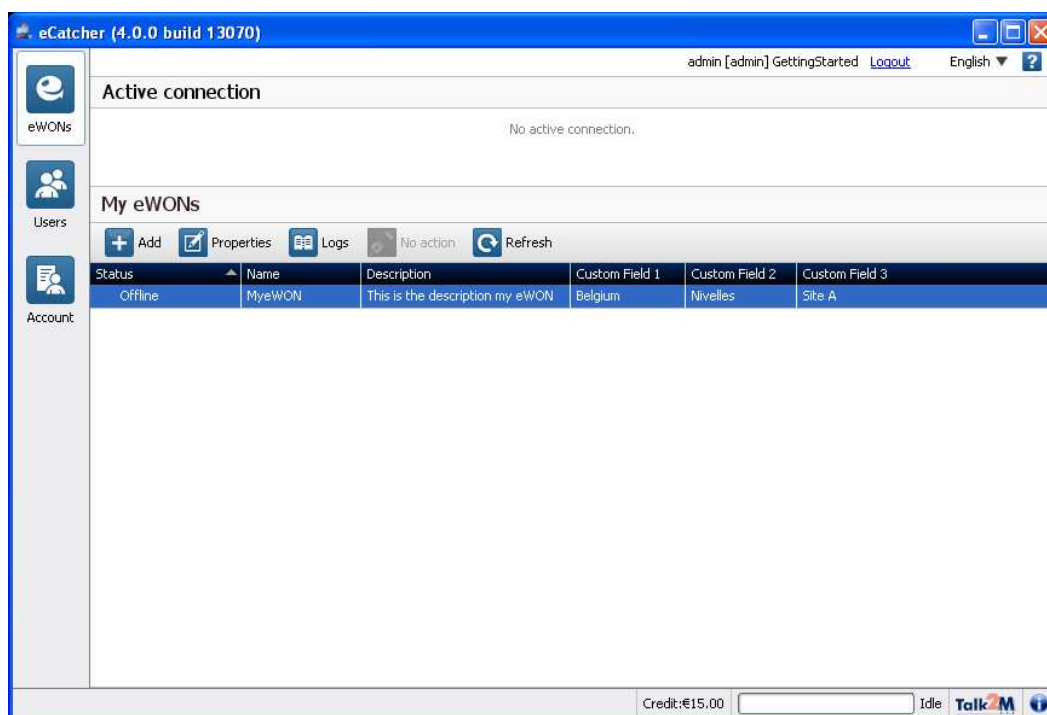 eCatcher (4.0.0 build 13070)
admin [admin] GettingStarted Logout English ▼ ?
eWONs
Users
Account
Active connection
No active connection.
My eWONs
Add Properties Logs No action Refresh
Status Name Description Custom Field 1 Custom Field 2 Custom Field 3
Offline MyeWON This is the description my eWON Belgium Nivelles Site A
Credit:€15.00 Idle Talk2M